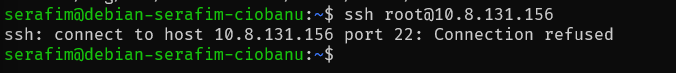 serafim@debian-serafim-ciobanu:~$ ssh root@10.8.131.156
ssh: connect to host 10.8.131.156 port 22: Connection refused
serafim@debian-serafim-ciobanu:~$